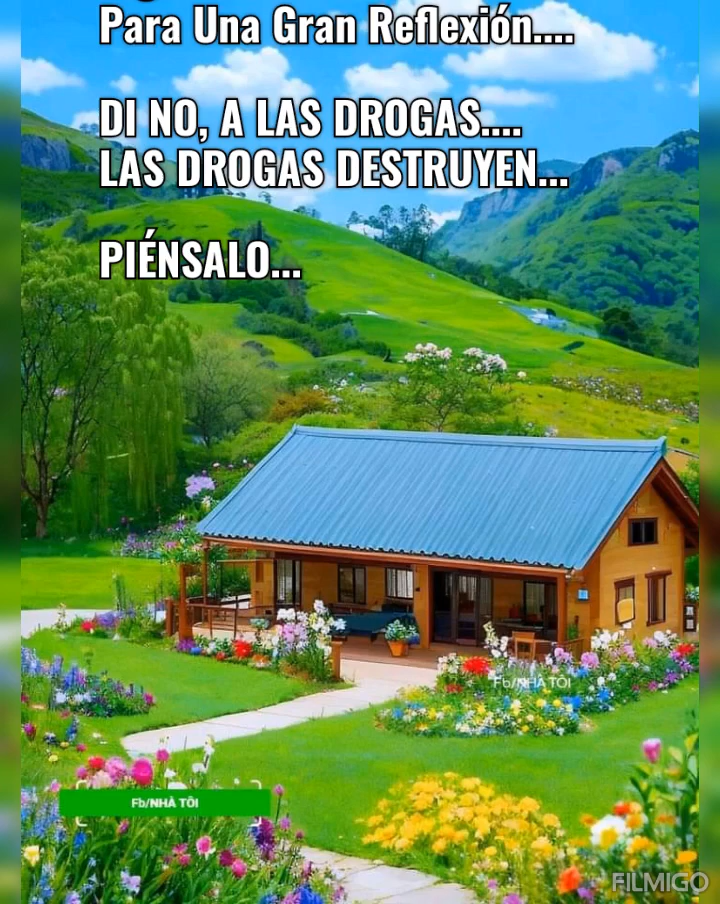 Para Una Gran Reflexión....
DI NO, A LAS DROGAS....
LAS DROGAS DESTRUYEN...
PIÉNSALO...
Fb/NHÀ TÔI
Fb/NHÀ TÔI
FILMIGO